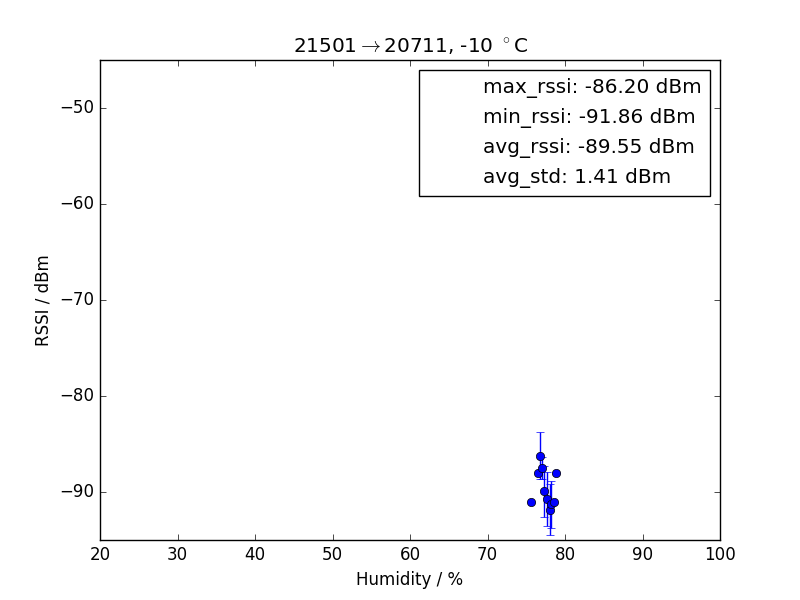 21501→20711, -10 °C
max_rssi: -86.20 dBm
min_rssi: -91.86 dBm
avg_rssi: -89.55 dBm
avg_std: 1.41 dBm
−50
−60
−70
−80
−90
RSSI / dBm
20 30 40 50 60 70 80 90 100
Humidity / %